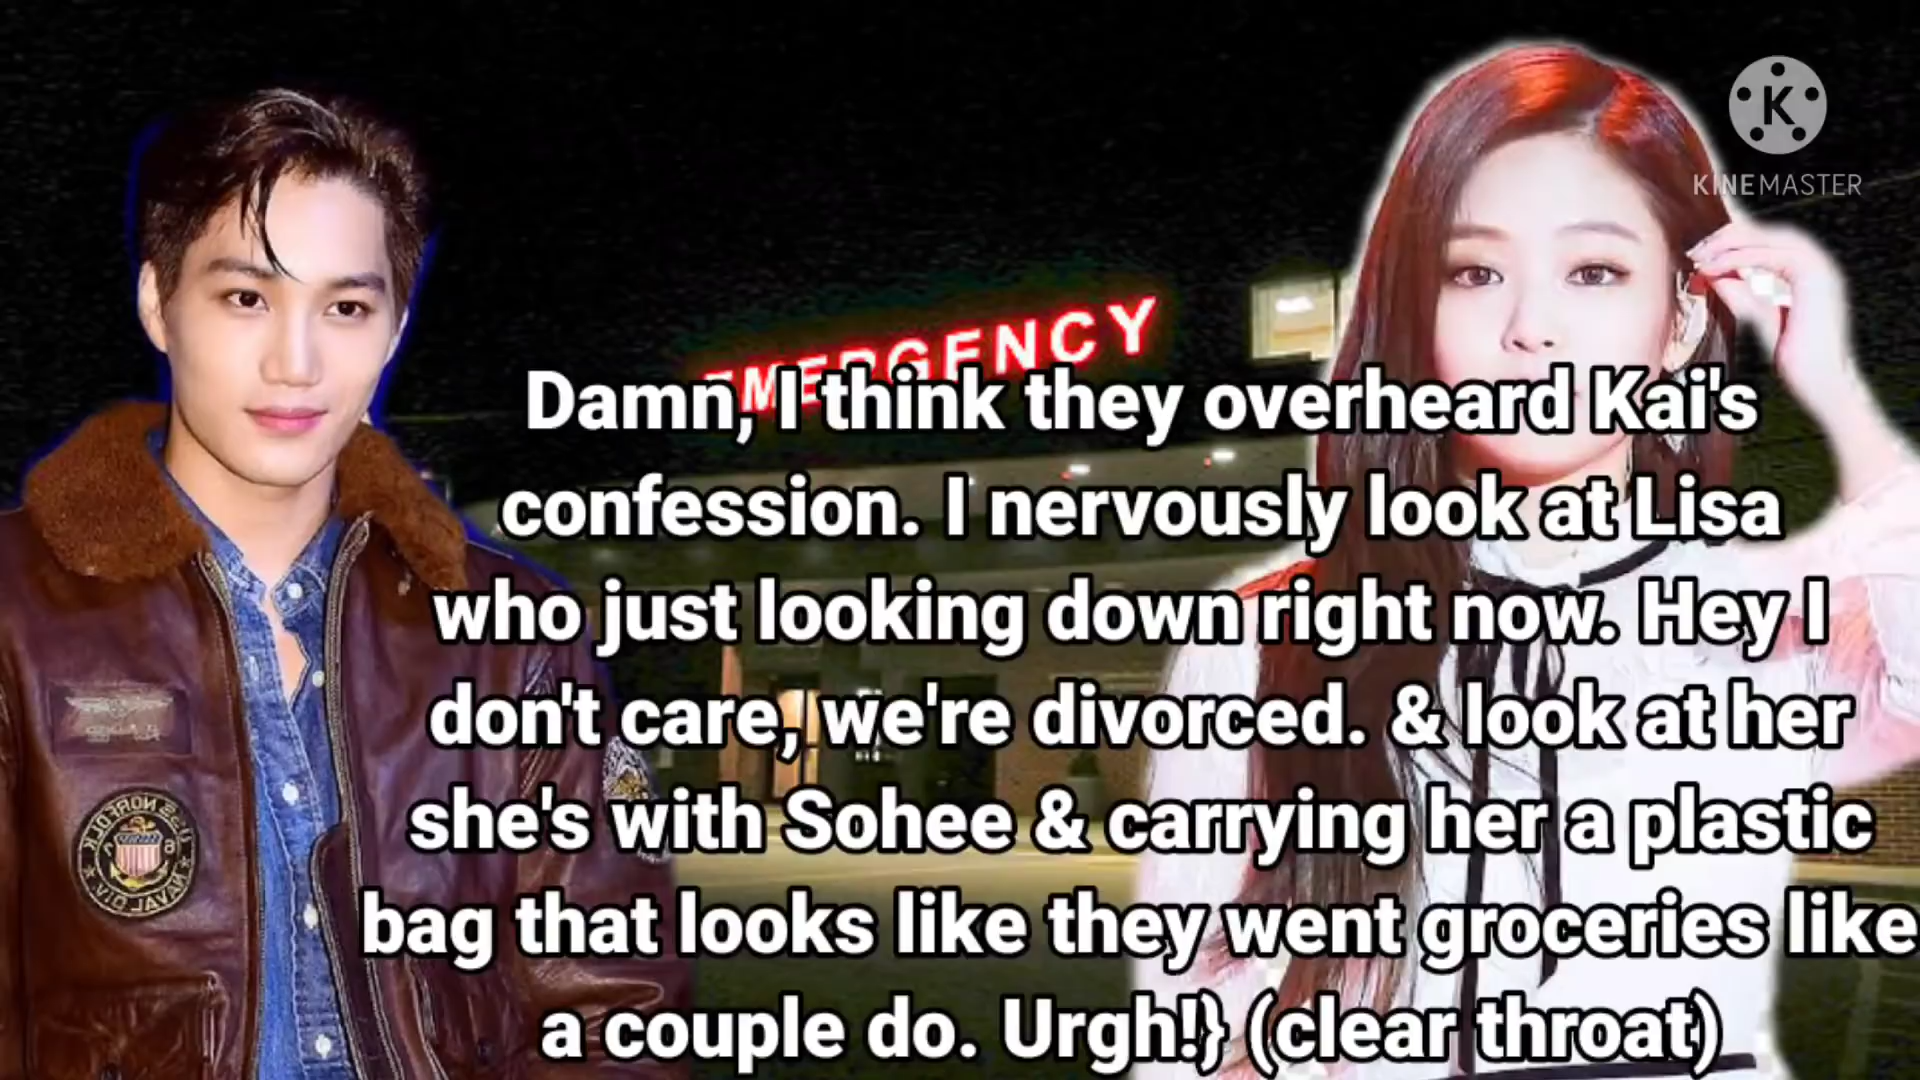 K
KINEMASTER
EMERGENCY
Damn, I think they overheard Kai's
confession. I nervously look at Lisa
who just looking down right now. Hey I
don't care, we're divorced. & look at her
she's with Sohee & carrying her a plastic
bag that looks like they went groceries like
a couple do. Urgh!} (clear throat)